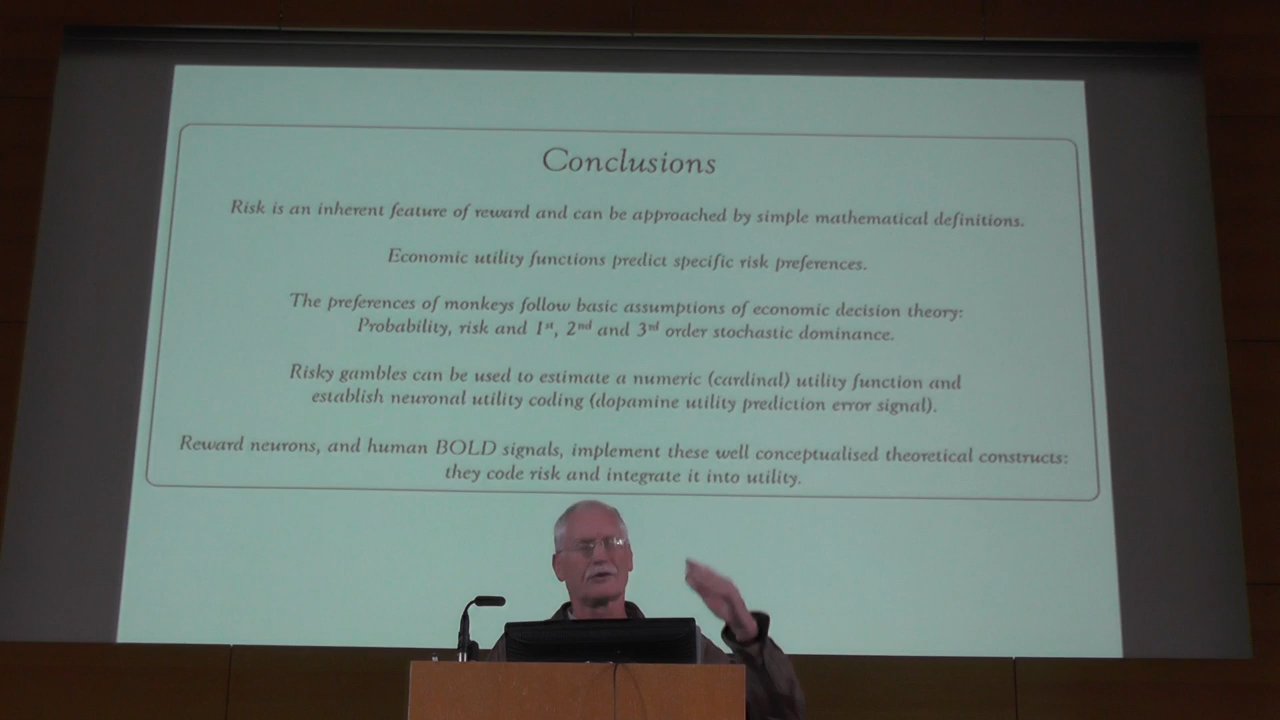 Conclusions
Risk is an inherent feature of reward and can be approached by simple mathematical definitions.
Economic utility functions predict specific risk preferences.
The preferences of monkeys follow basic assumptions of economic decision theory:
Probability, risk and 1st, 2nd and 3rd order stochastic dominance.
Risky gambles can be used to estimate a numeric (cardinal) utility function and
establish neuronal utility coding (dopamine utility prediction error signal).
Reward neurons, and human BOLD signals, implement these well conceptualised theoretical constructs:
they code risk and integrate it into utility.